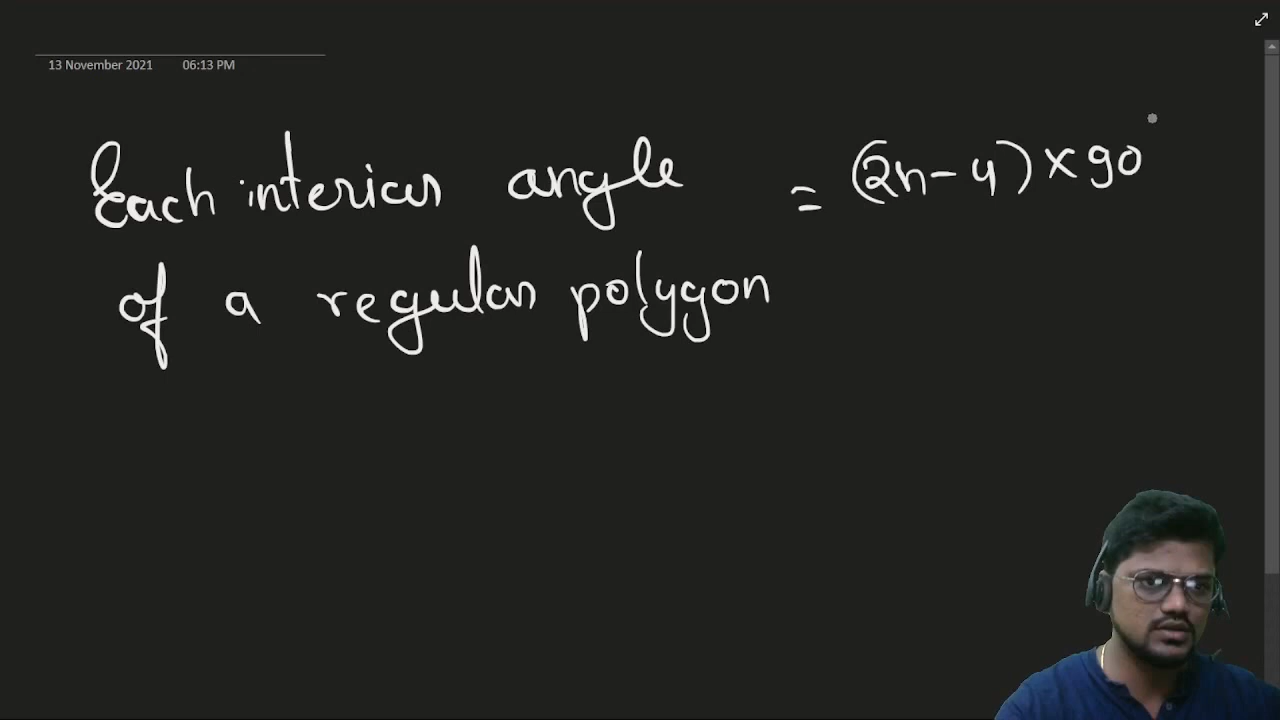 13 November 2021 06:13 PM
Each interior angle = (2n-4) × 90
of a regular polygon